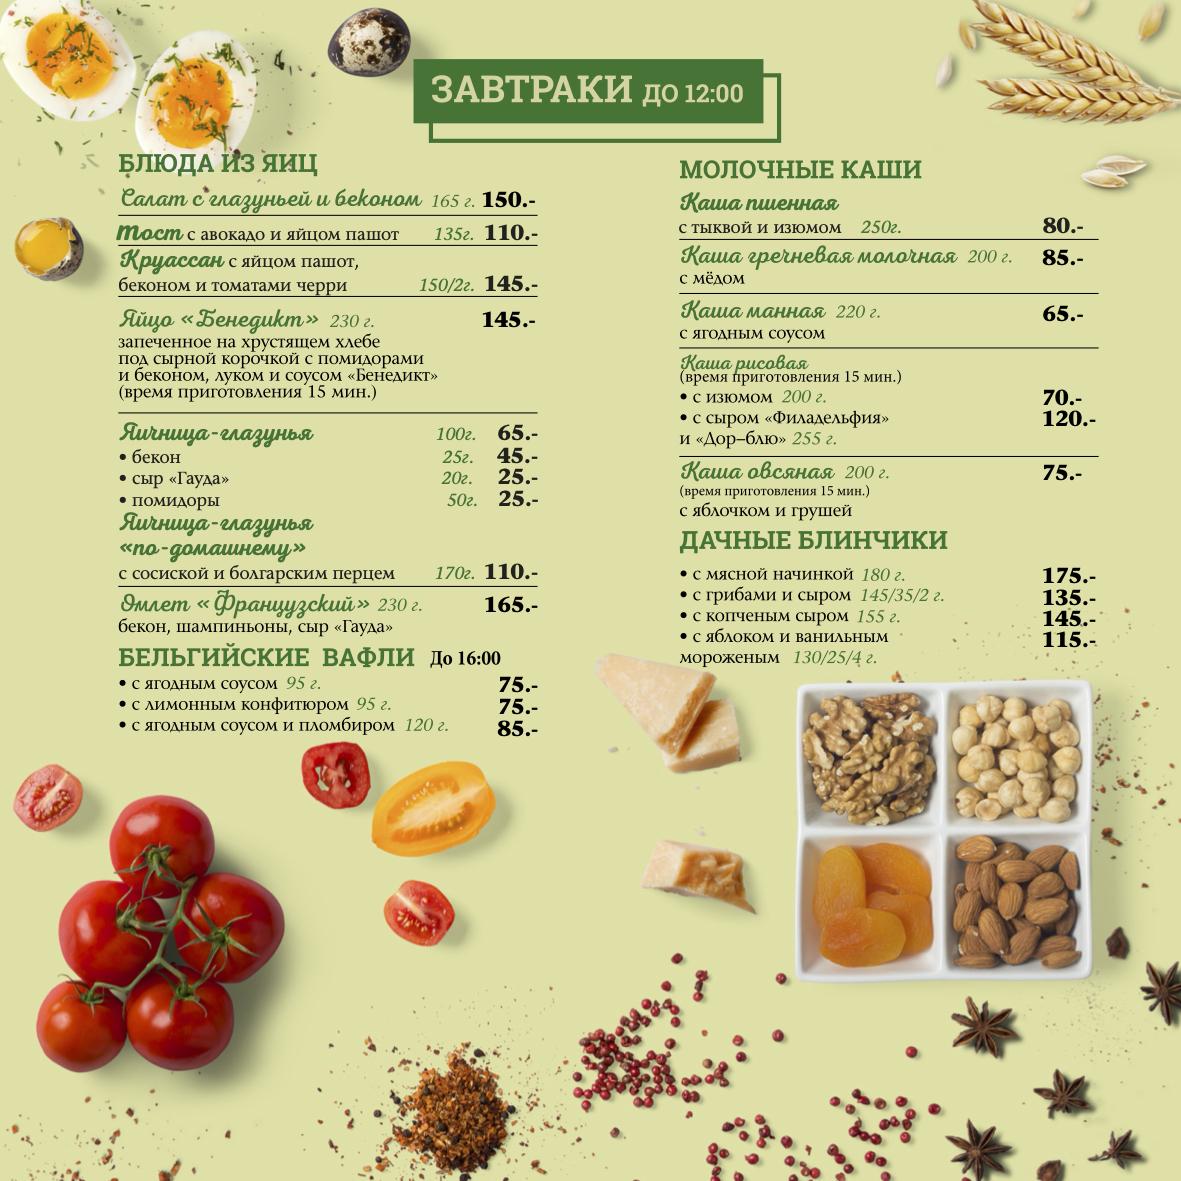 ЗАВТРАКИ ДО 12:00
БЛЮДА ИЗ ЯИЦ
Салат с глазуньей и беконом 165 г. 150.-
Тост с авокадо и яйцом пашот 135г. 110.-
Круассан с яйцом пашот,
беконом и томатами черри 150/2г. 145.-
Яйцо «Бенедикт» 230 г. 145.-
запеченное на хрустящем хлебе
под сырной корочкой с помидорами
и беконом, луком и соусом «Бенедикт»
(время приготовления 15 мин.)
Яичница-глазунья 100г. 65.-
• бекон 25г. 45.-
• сыр «Гауда» 20г. 25.-
• помидоры 50г. 25.-
Яичница-глазунья
«по-домашнему»
с сосиской и болгарским перцем 170г. 110.-
Омлет «Французский» 230 г. 165.-
бекон, шампиньоны, сыр «Гауда»
БЕЛЬГИЙСКИЕ ВАФЛИ До 16:00
• с ягодным соусом 95 г. 75.-
• с лимонным конфитюром 95 г. 75.-
• с ягодным соусом и пломбиром 120 г. 85.-
МОЛОЧНЫЕ КАШИ
Каша пшенная
с тыквой и изюмом 250г. 80.-
Каша гречневая молочная 200 г. 85.-
с мёдом
Каша манная 220 г. 65.-
с ягодным соусом
Каша рисовая
(время приготовления 15 мин.)
• с изюмом 200 г. 70.-
• с сыром «Филадельфия» 120.-
и «Дор–блю» 255 г.
Каша овсяная 200 г. 75.-
(время приготовления 15 мин.)
с яблочком и грушей
ДАЧНЫЕ БЛИНЧИКИ
• с мясной начинкой 180 г. 175.-
• с грибами и сыром 145/35/2 г. 135.-
• с копченым сыром 155 г. 145.-
• с яблоком и ванильным 115.-
мороженым 130/25/4 г.